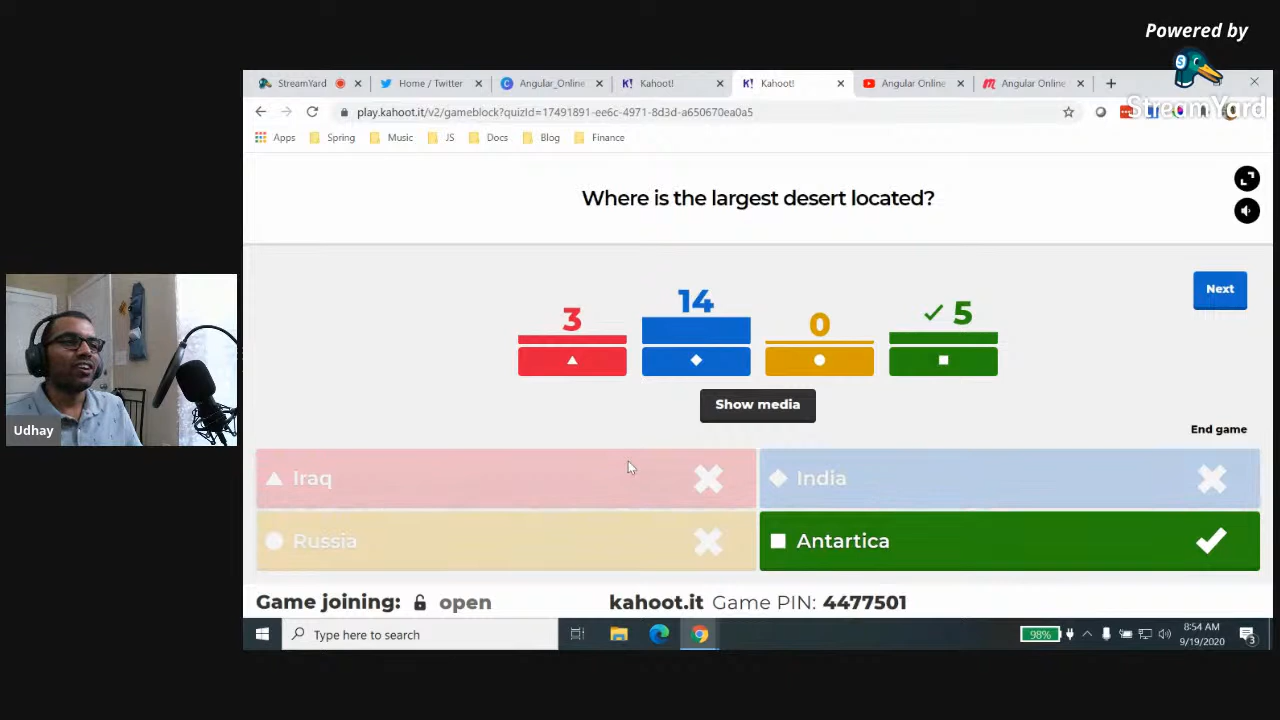 Powered by
StreamYard
StreamYard
Home / Twitter
Angular_Online
Kahoot!
Kahoot!
Angular Online
Angular Online
play.kahoot.it/v2/gameblock?quizId=17491891-ee6c-4971-8d3d-a650670ea0a5
Apps
Spring
Music
JS
Docs
Blog
Finance
Where is the largest desert located?
Next
3
14
0
5
Show media
End game
Udhay
Iraq
India
Russia
Antartica
Game joining: open
kahoot.it Game PIN: 4477501
Type here to search
98%
8:54 AM
9/19/2020
3